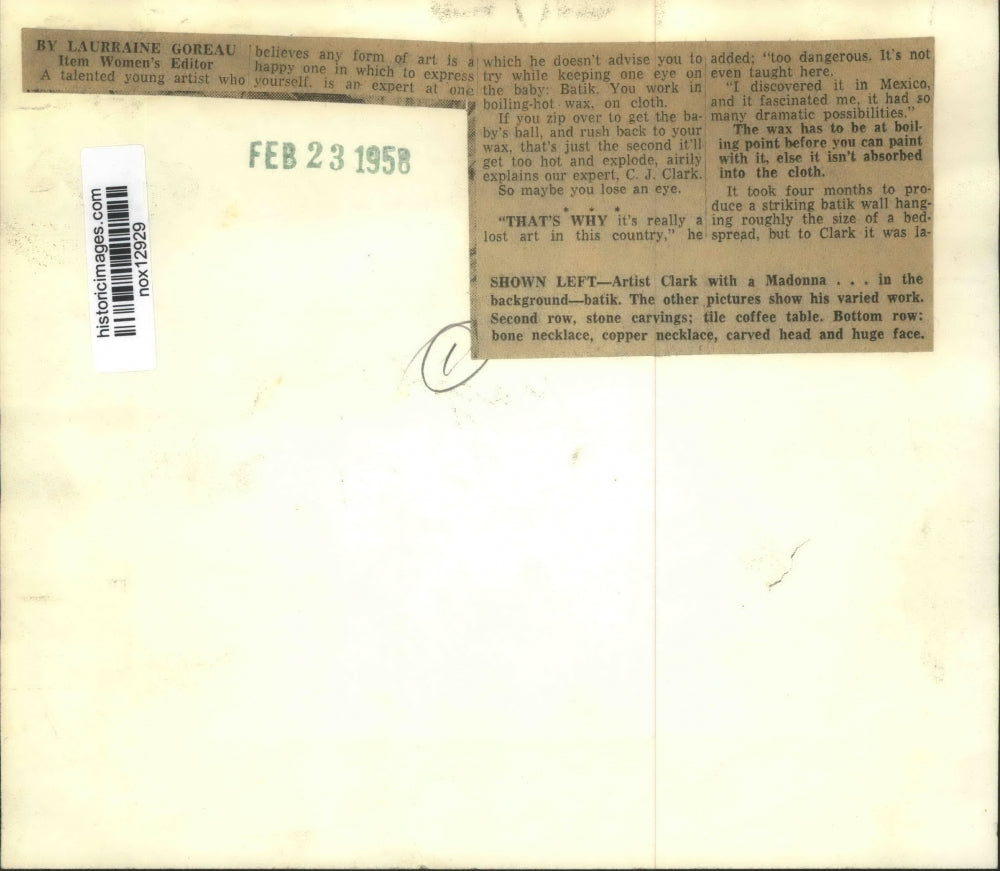 BY LAURRAINE GOREAU
Item Women's Editor
A talented young artist who
believes any form of art is a
happy one in which to express
yourself, is an expert at one
which he doesn't advise you to
try while keeping one eye on
the baby: Batik. You work in
boiling-hot wax, on cloth.
If you zip over to get the ba-
by's ball, and rush back to your
wax, that's just the second it'll
get too hot and explode, airily
explains our expert, C. J. Clark.
So maybe you lose an eye.
* * *
"THAT'S WHY it's really a
lost art in this country," he
added; "too dangerous. It's not
even taught here.
"I discovered it in Mexico,
and it fascinated me, it had so
many dramatic possibilities."
The wax has to be at boil-
ing point before you can paint
with it, else it isn't absorbed
into the cloth.
It took four months to pro-
duce a striking batik wall hang-
ing roughly the size of a bed-
spread, but to Clark it was la-
SHOWN LEFT—Artist Clark with a Madonna . . . in the
background—batik. The other pictures show his varied work.
Second row, stone carvings; tile coffee table. Bottom row:
bone necklace, copper necklace, carved head and huge face.
FEB 23 1958
historicimages.com
nox12929
1